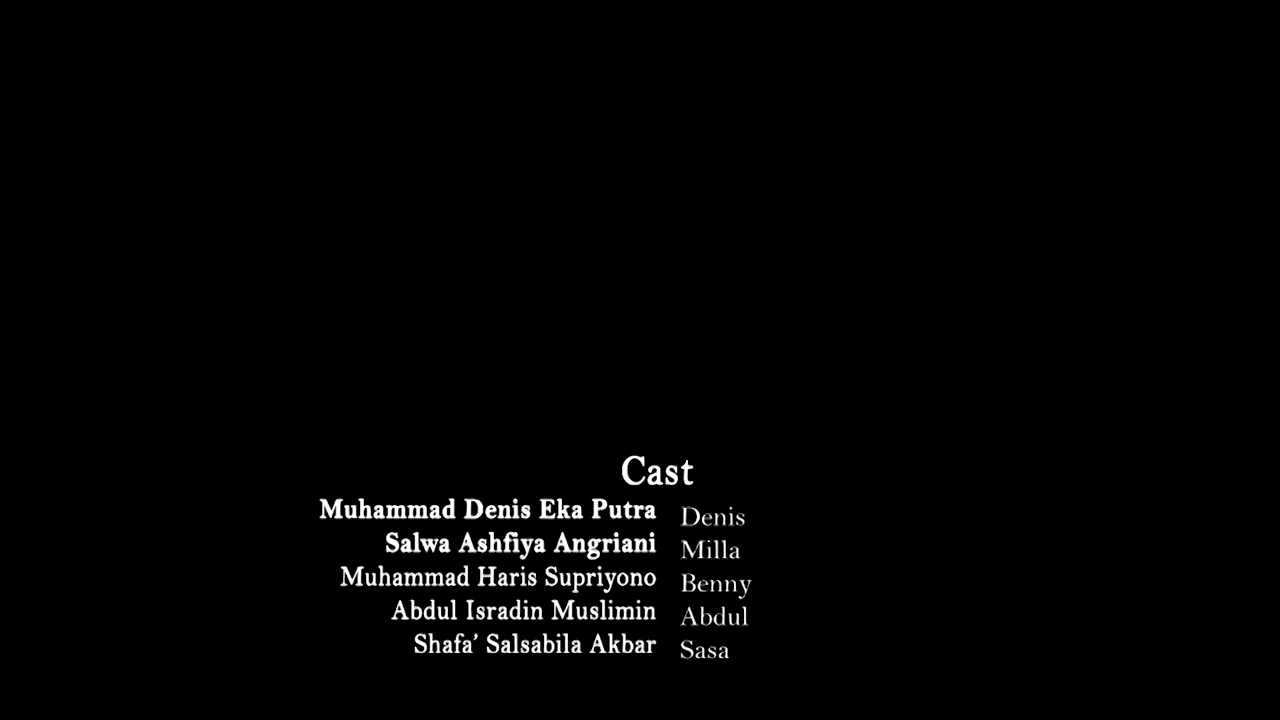 Cast
Muhammad Denis Eka Putra Denis
Salwa Ashfiya Angriani Milla
Muhammad Haris Supriyono Benny
Abdul Isradin Muslimin Abdul
Shafa’ Salsabila Akbar Sasa